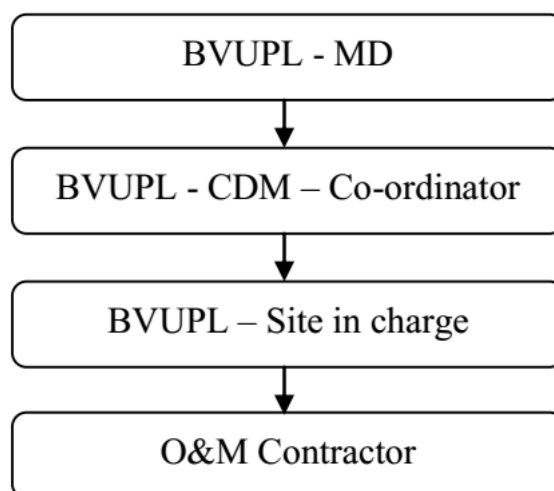 BVUPL - MD
BVUPL - CDM – Co-ordinator
BVUPL – Site in charge
O&M Contractor